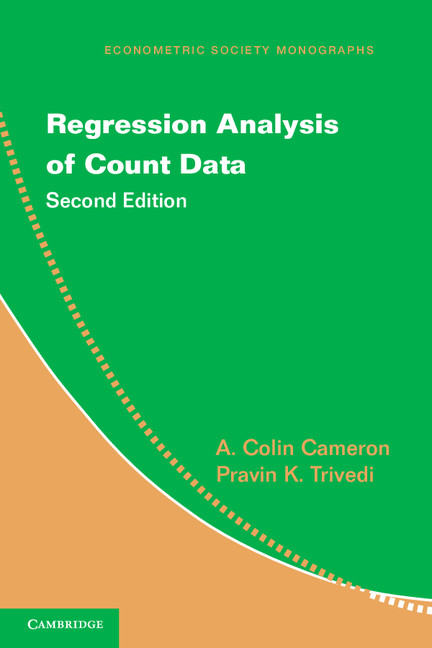 ECONOMETRIC SOCIETY MONOGRAPHS
Regression Analysis
of Count Data
Second Edition
A. Colin Cameron
Pravin K. Trivedi
CAMBRIDGE